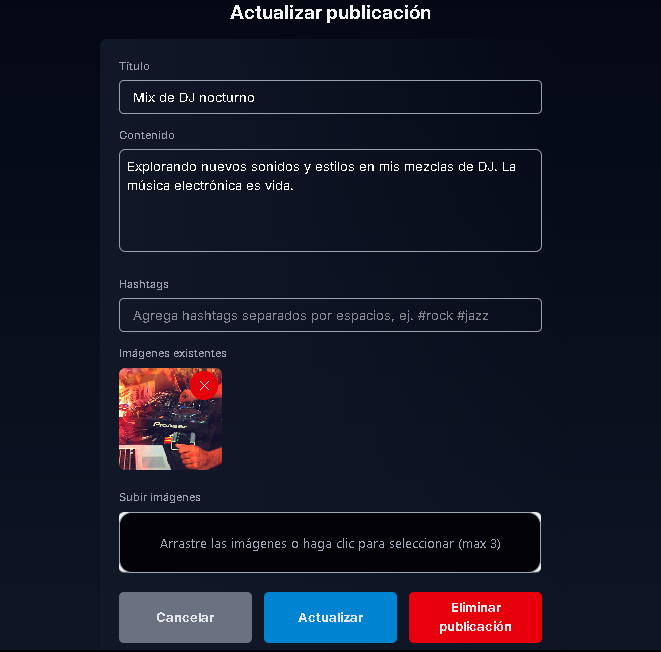 Actualizar publicación
Título
Mix de DJ nocturno
Contenido
Explorando nuevos sonidos y estilos en mis mezclas de DJ. La
música electrónica es vida.
Hashtags
Agrega hashtags separados por espacios, ej. #rock #jazz
Imágenes existentes
Pioneer
Subir imágenes
Arrastre las imágenes o haga clic para seleccionar (max 3)
Cancelar
Actualizar
Eliminar
publicación